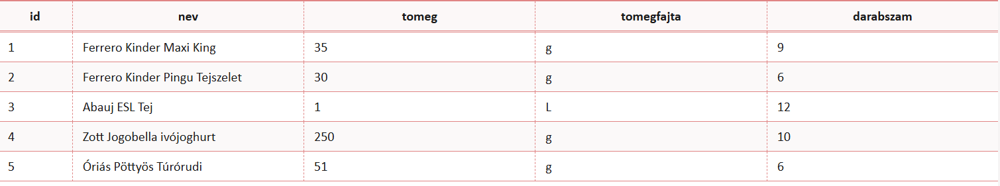 id nev tomeg tomegfajta darabszam
1 Ferrero Kinder Maxi King 35 g 9
2 Ferrero Kinder Pingu Tejszelet 30 g 6
3 Abauj ESL Tej 1 L 12
4 Zott Jogobella ivójoghurt 250 g 10
5 Óriás Pöttyös Túrórudi 51 g 6